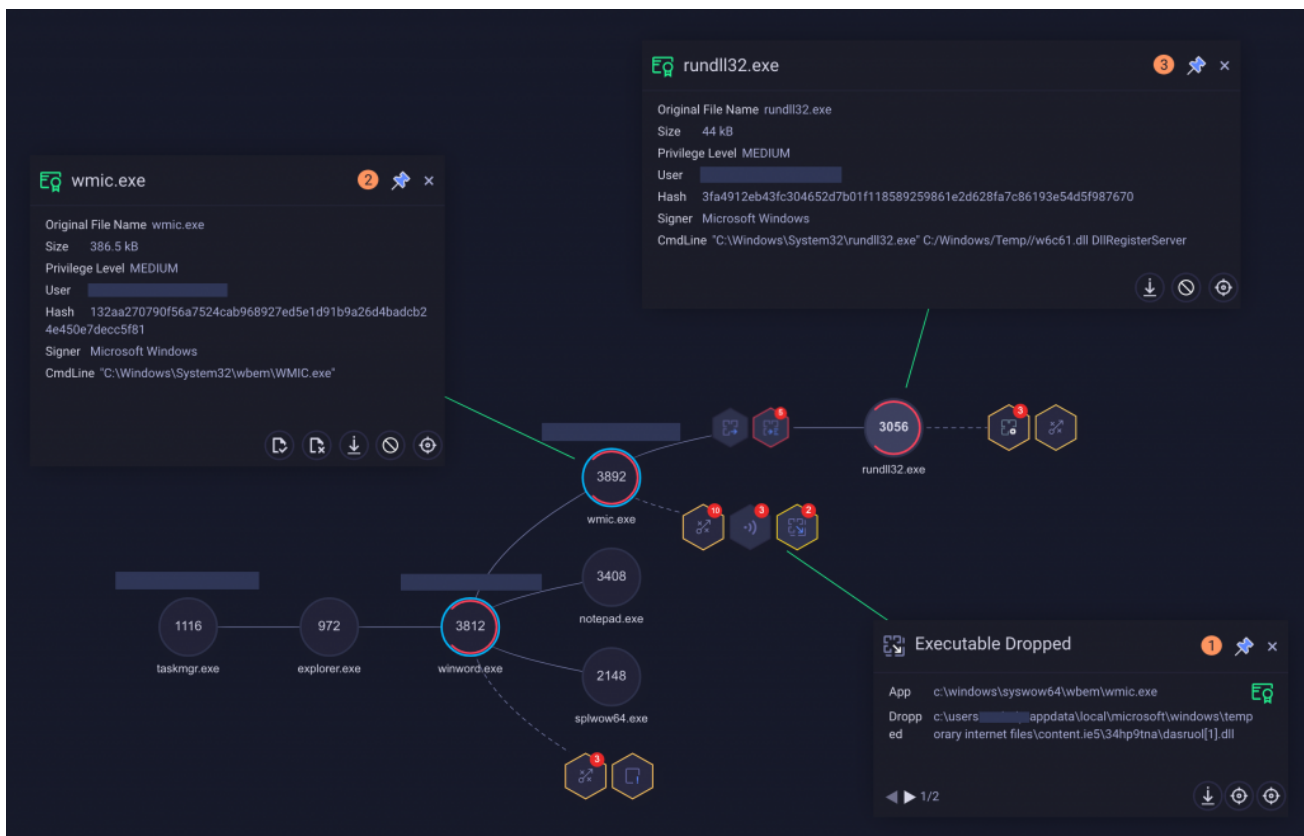 rundll32.exe
3
Original File Name rundll32.exe
Size 44 kB
Privilege Level MEDIUM
User
Hash 3fa4912eb43fc304652d7b01f118589259861e2d628fa7c86193e54d5f987670
Signer Microsoft Windows
CmdLine "C:\Windows\System32\rundll32.exe" C:/Windows/Temp//w6c61.dll DllRegisterServer
wmic.exe
2
Original File Name wmic.exe
Size 386.5 kB
Privilege Level MEDIUM
User
Hash 132aa270790f56a7524cab968927ed5e1d91b9a26d4badcb2
4e450e7decc5f81
Signer Microsoft Windows
CmdLine "C:\Windows\System32\wbem\WMIC.exe"
5
3
3056
rundll32.exe
3892
wmic.exe
10
3
2
3408
notepad.exe
1116
taskmgr.exe
972
explorer.exe
3812
winword.exe
2148
splwow64.exe
3
Executable Dropped
1
App c:\windows\syswow64\wbem\wmic.exe
Dropp c:\users appdata\local\microsoft\windows\temp
ed orary internet files\content.ie5\34hp9tna\dasruol[1].dll
1/2